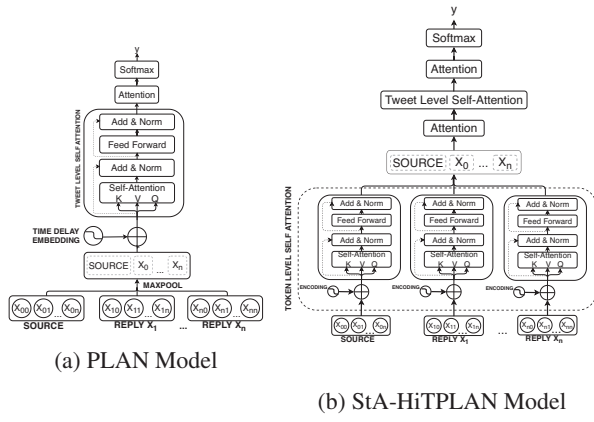 y
Softmax
Attention
Add & Norm
Feed Forward
Add & Norm
Self-Attention
K V Q
TWEET LEVEL SELF ATTENTION
TIME DELAY
EMBEDDING
SOURCE X0 ... Xn
MAXPOOL
X00 X01 ... X0n X10 X11 ... X1n Xn0 Xn1 ... Xnn
SOURCE REPLY X1 ... REPLY Xn
(a) PLAN Model
y
Softmax
Attention
Tweet Level Self-Attention
Attention
SOURCE X0 ... Xn
TOKEN LEVEL SELF ATTENTION
Add & Norm Add & Norm Add & Norm
Feed Forward Feed Forward Feed Forward
Add & Norm Add & Norm Add & Norm
Self-Attention Self-Attention Self-Attention
K V Q K V Q K V Q
ENCODING ENCODING ENCODING
X00 X01 ... X0n X10 X11 ... X1n Xn0 Xn1 ... Xnn
SOURCE REPLY X1 ... REPLY Xn
(b) StA-HiTPLAN Model